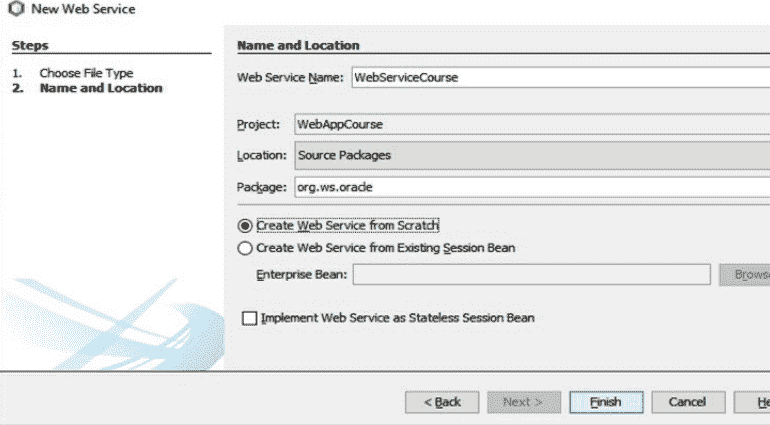 New Web Service
Steps
1. Choose File Type
2. Name and Location
Name and Location
Web Service Name: WebServiceCourse
Project: WebAppCourse
Location: Source Packages
Package: org.ws.oracle
Create Web Service from Scratch
Create Web Service from Existing Session Bean
Enterprise Bean: Brows
Implement Web Service as Stateless Session Bean
< Back Next > Finish Cancel He